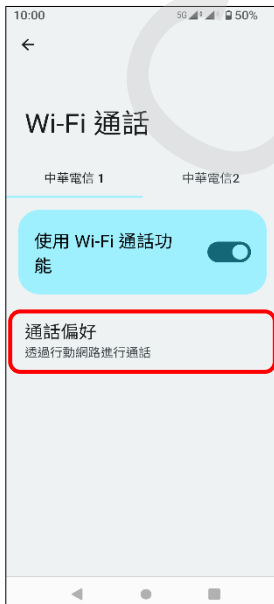 10:00 5G 50%
Wi-Fi 通話
中華電信 1 中華電信2
使用 Wi-Fi 通話功
能
通話偏好
透過行動網路進行通話